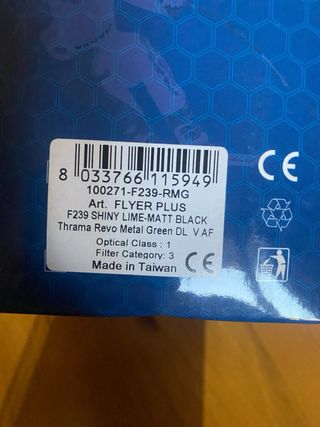 8 033766 115949
100271-F239-RMG
Art. FLYER PLUS
F239 SHINY LIME-MATT BLACK
Thrama Revo Metal Green DL V AF
Optical Class : 1
Filter Category: 3
Made in Taiwan CE
CE